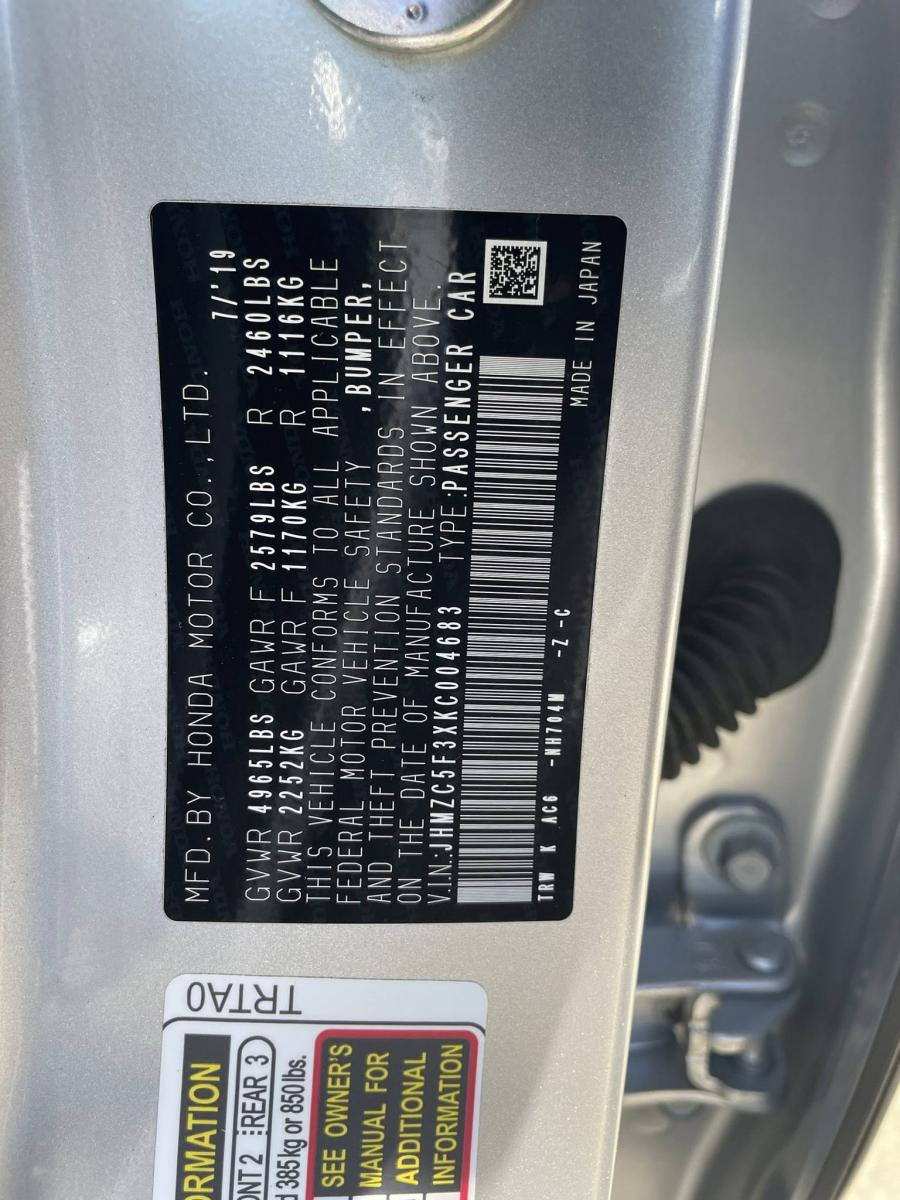 MFD. BY HONDA MOTOR CO., LTD. 7/'19
GVWR 4965LBS GAWR F 2579LBS R 2460LBS
GVWR 2252KG GAWR F 1170KG R 1116KG
THIS VEHICLE CONFORMS TO ALL APPLICABLE
FEDERAL MOTOR VEHICLE SAFETY ,BUMPER,
AND THEFT PREVENTION STANDARDS IN EFFECT
ON THE DATE OF MANUFACTURE SHOWN ABOVE.
V.I.N.:JHMZC5F3XKC004683 TYPE:PASSENGER CAR
TRW K AC6 -NH704M -Z -C MADE IN JAPAN
TRTA0
ORMATION
ONT 2 REAR 3
d 385 kg or 850 lbs.
SEE OWNER'S
MANUAL FOR
ADDITIONAL
INFORMATION